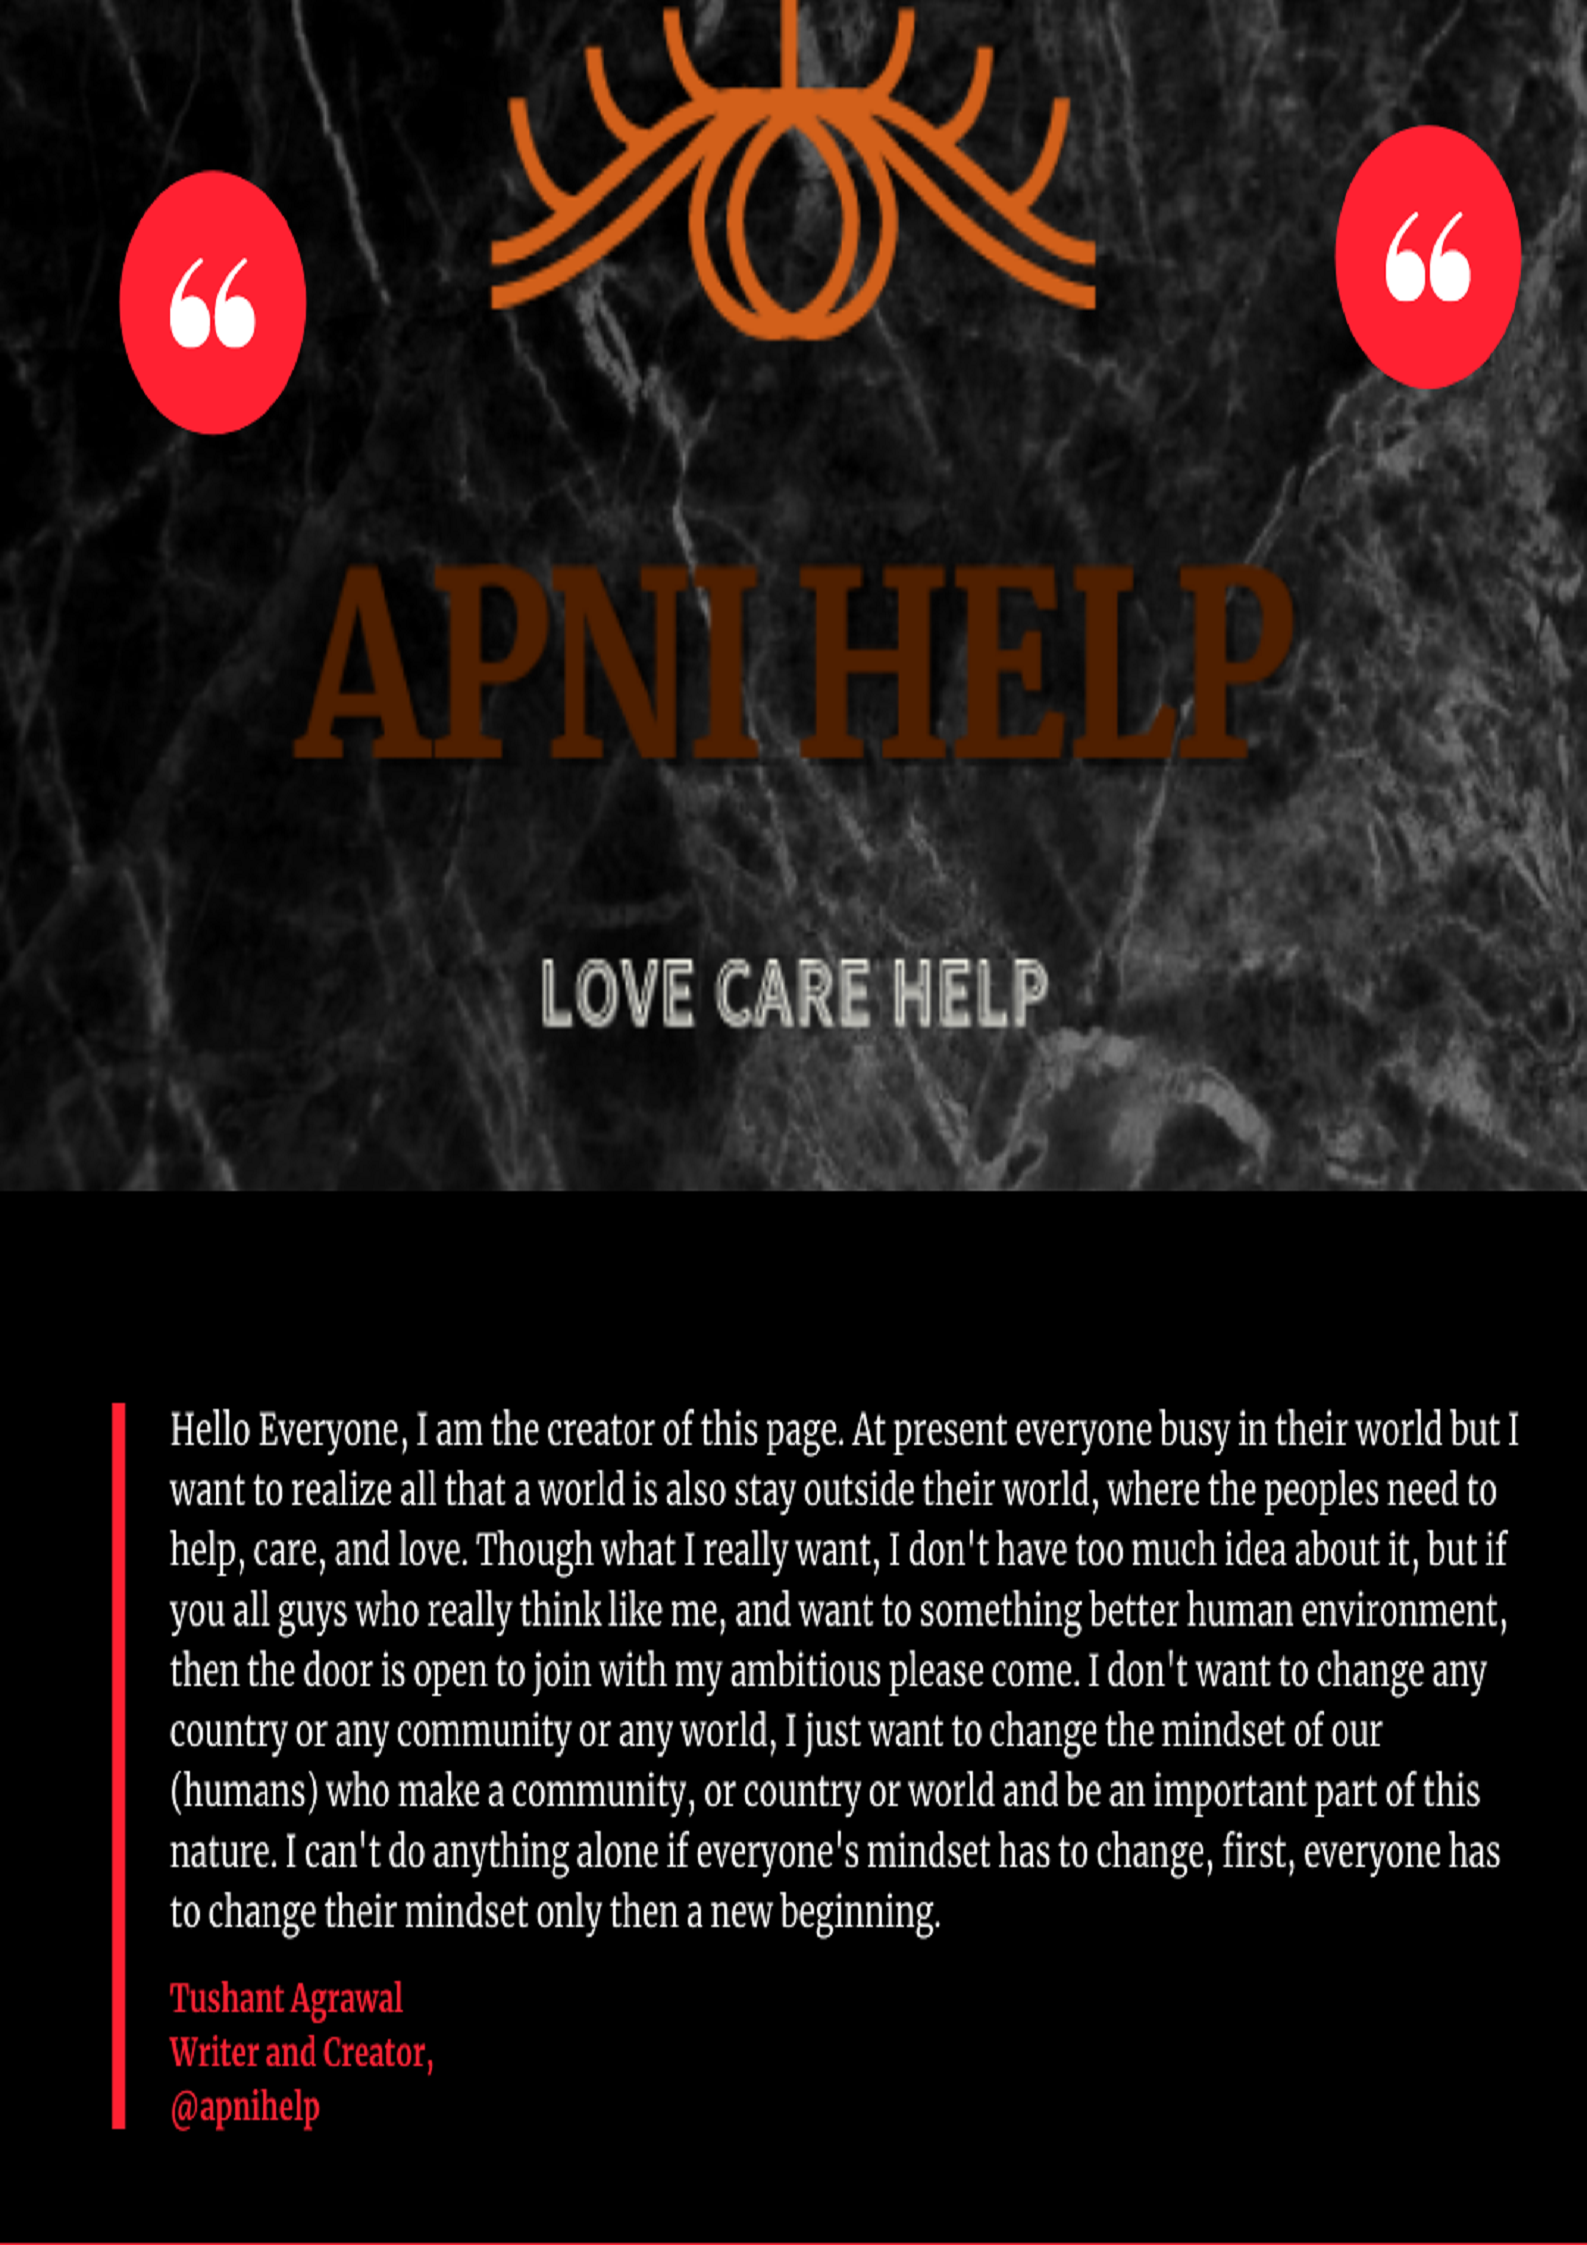 “
“
APNI HELP
LOVE CARE HELP
Hello Everyone, I am the creator of this page. At present everyone busy in their world but I
want to realize all that a world is also stay outside their world, where the peoples need to
help, care, and love. Though what I really want, I don't have too much idea about it, but if
you all guys who really think like me, and want to something better human environment,
then the door is open to join with my ambitious please come. I don't want to change any
country or any community or any world, I just want to change the mindset of our
(humans) who make a community, or country or world and be an important part of this
nature. I can't do anything alone if everyone's mindset has to change, first, everyone has
to change their mindset only then a new beginning.
Tushant Agrawal
Writer and Creator,
@apnihelp